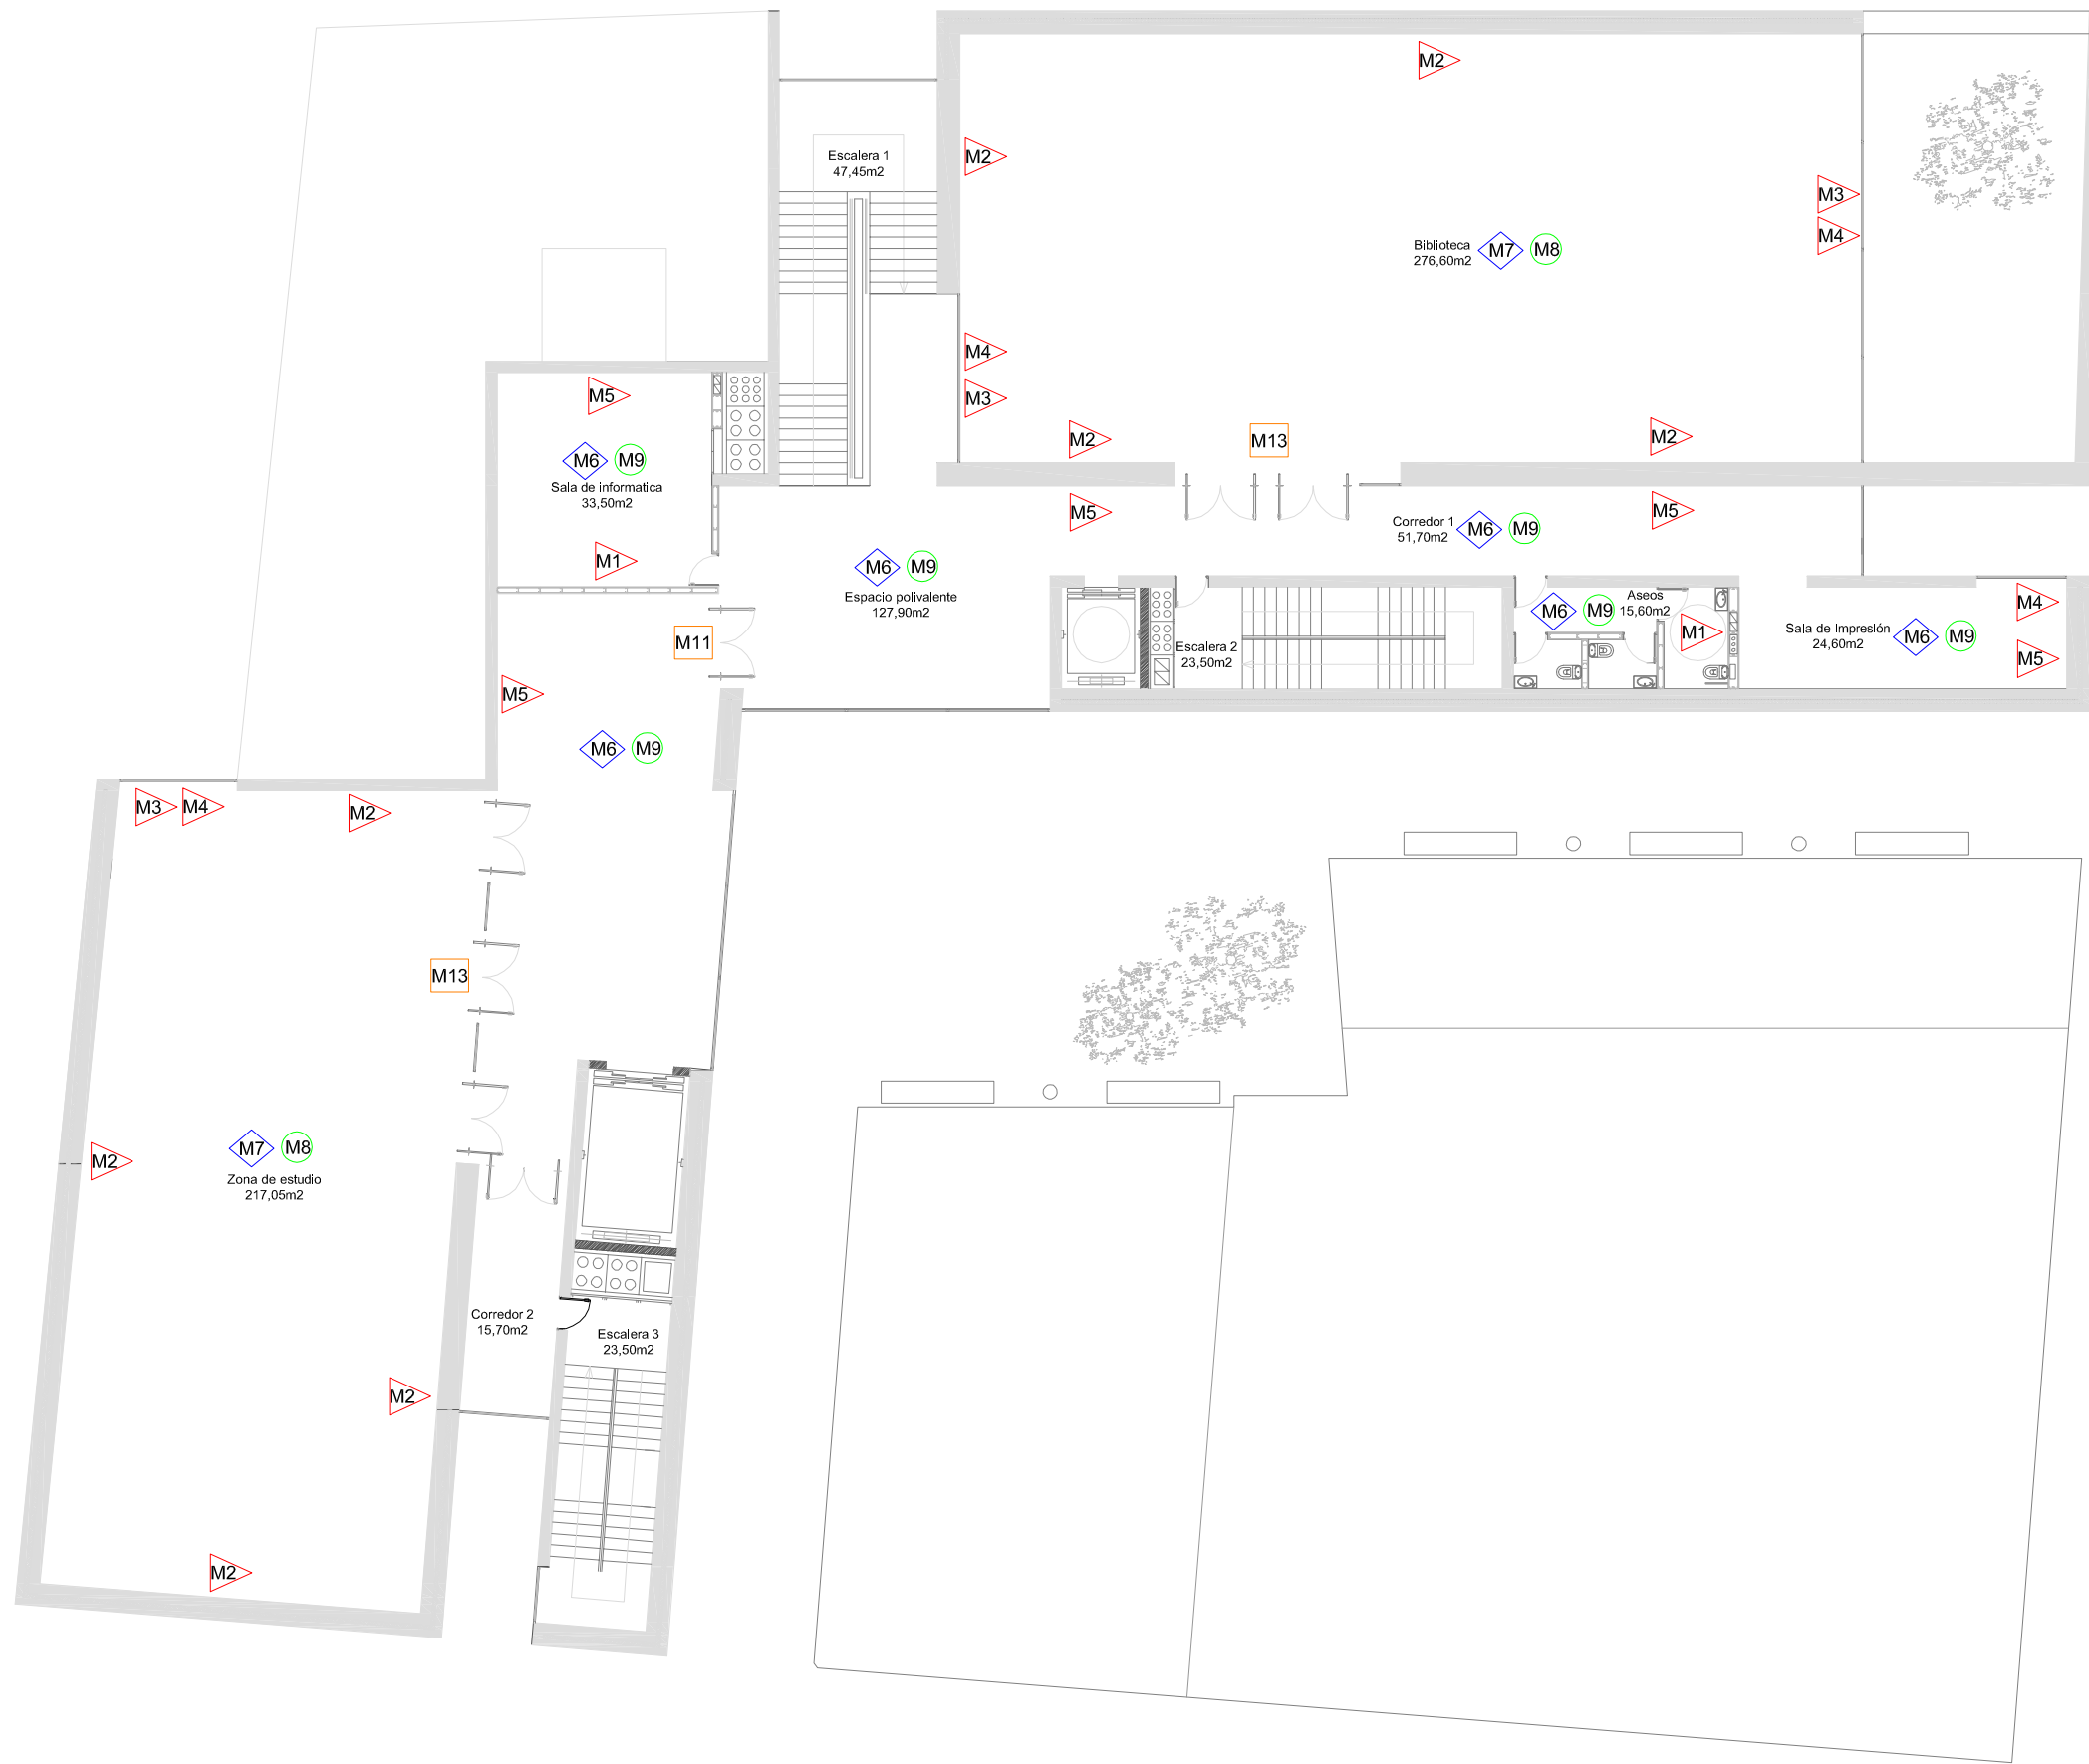 M2
Escalera 1
47,45m2
M2
M3
M4
Biblioteca
276,60m2
M7
M8
M4
M3
M5
M2
M13
M2
M6
M9
Sala de informatica
33,50m2
M5
M5
Corredor 1
51,70m2
M6
M9
M1
M6
M9
Espacio polivalente
127,90m2
M4
Aseos
15,60m2
M6
M9
M1
Sala de Impresión
24,60m2
M6
M9
M5
Escalera 2
23,50m2
M11
M5
M6
M9
M3
M4
M2
M13
M2
M7
M8
Zona de estudio
217,05m2
Corredor 2
15,70m2
Escalera 3
23,50m2
M2
M2